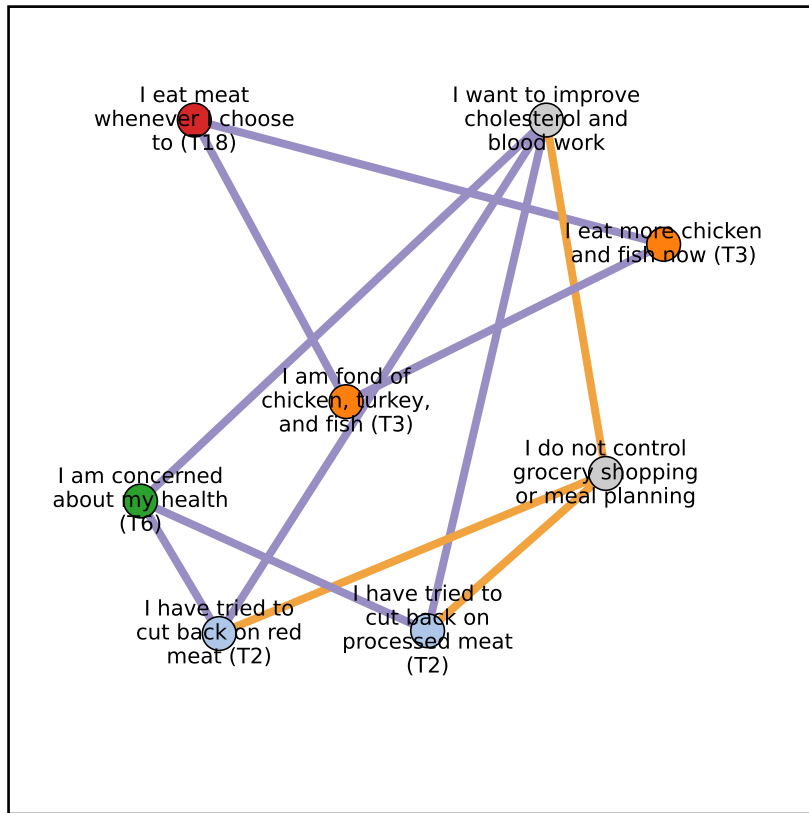 I eat meat
whenever I choose
to (T18)
I want to improve
cholesterol and
blood work
I eat more chicken
and fish now (T3)
I am fond of
chicken, turkey,
and fish (T3)
I do not control
grocery shopping
or meal planning
I am concerned
about my health
(T6)
I have tried to
cut back on red
meat (T2)
I have tried to
cut back on
processed meat
(T2)